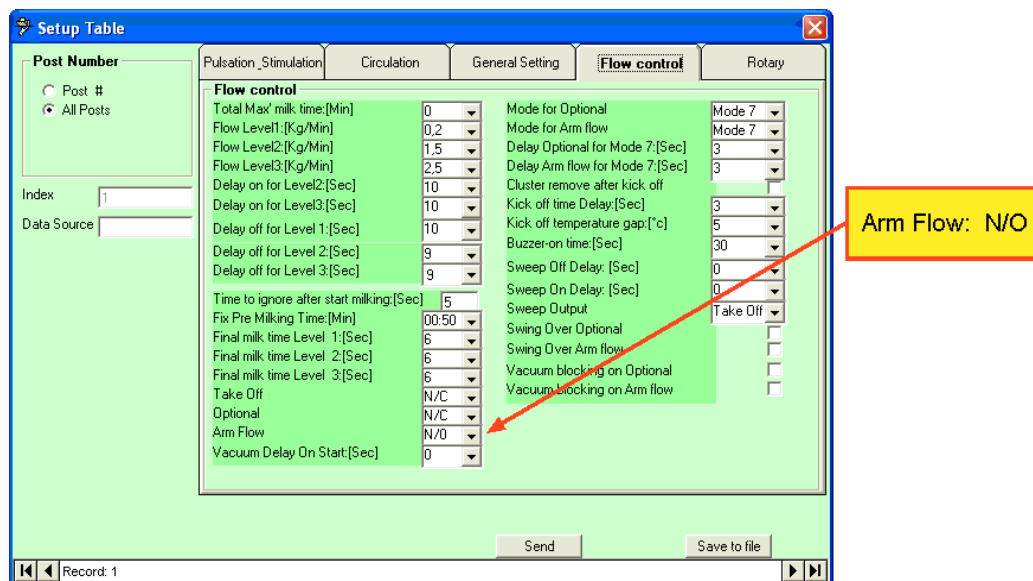 Setup Table
Post Number
Post #
All Posts
Index 1
Data Source
Pulsation_Stimulation Circulation General Setting Flow control Rotary
Flow control
Total Max' milk time:[Min] 0
Flow Level1:[Kg/Min] 0,2
Flow Level2:[Kg/Min] 1,5
Flow Level3:[Kg/Min] 2,5
Delay on for Level2:[Sec] 10
Delay on for Level3:[Sec] 10
Delay off for Level 1:[Sec] 10
Delay off for Level 2:[Sec] 9
Delay off for Level 3:[Sec] 9
Time to ignore after start milking:[Sec] 5
Fix Pre Milking Time:[Min] 00:50
Final milk time Level 1:[Sec] 6
Final milk time Level 2:[Sec] 6
Final milk time Level 3:[Sec] 6
Take Off N/C
Optional N/C
Arm Flow N/O
Vacuum Delay On Start:[Sec] 0
Mode for Optional Mode 7
Mode for Arm flow Mode 7
Delay Optional for Mode 7:[Sec] 3
Delay Arm flow for Mode 7:[Sec] 3
Cluster remove after kick off
Kick off time Delay:[Sec] 3
Kick off temperature gap:[°c] 5
Buzzer-on time:[Sec] 30
Sweep Off Delay: [Sec] 0
Sweep On Delay: [Sec] 0
Sweep Output Take Off
Swing Over Optional
Swing Over Arm flow
Vacuum blocking on Optional
Vacuum blocking on Arm flow
Arm Flow: N/O
Send Save to file
Record: 1